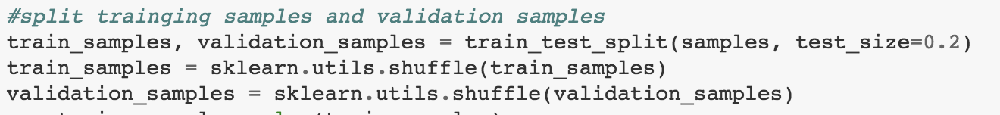 #split trainging samples and validation samples
train_samples, validation_samples = train_test_split(samples, test_size=0.2)
train_samples = sklearn.utils.shuffle(train_samples)
validation_samples = sklearn.utils.shuffle(validation_samples)